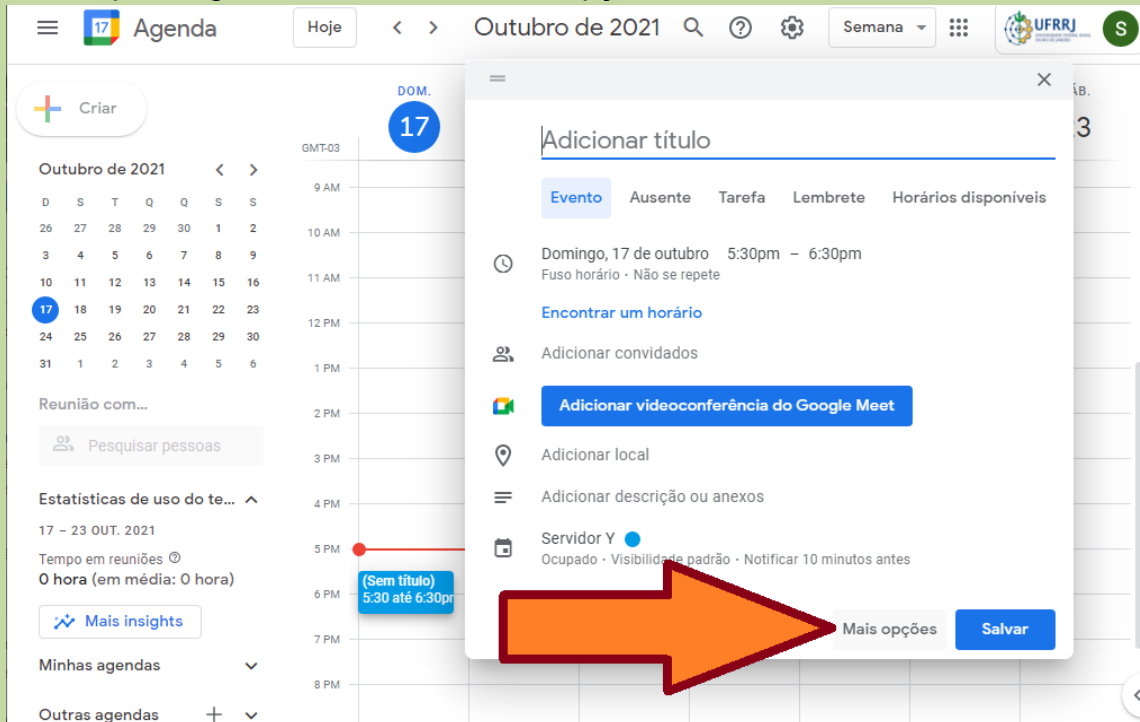 Agenda
Hoje
Outubro de 2021
Semana
UFRRJ
S
Criar
DOM.
17
GMT-03
Outubro de 2021
D S T Q Q S S
26 27 28 29 30 1 2
3 4 5 6 7 8 9
10 11 12 13 14 15 16
17 18 19 20 21 22 23
24 25 26 27 28 29 30
31 1 2 3 4 5 6
Reunião com...
Pesquisar pessoas
Estatísticas de uso do te...
17 – 23 OUT. 2021
Tempo em reuniões
0 hora (em média: 0 hora)
Mais insights
Minhas agendas
Outras agendas
9 AM
10 AM
11 AM
12 PM
1 PM
2 PM
3 PM
4 PM
5 PM
6 PM
7 PM
8 PM
(Sem título)
5:30 até 6:30pm
Adicionar título
Evento Ausente Tarefa Lembrete Horários disponíveis
Domingo, 17 de outubro 5:30pm – 6:30pm
Fuso horário · Não se repete
Encontrar um horário
Adicionar convidados
Adicionar videoconferência do Google Meet
Adicionar local
Adicionar descrição ou anexos
Servidor Y
Ocupado · Visibilidade padrão · Notificar 10 minutos antes
Mais opções
Salvar